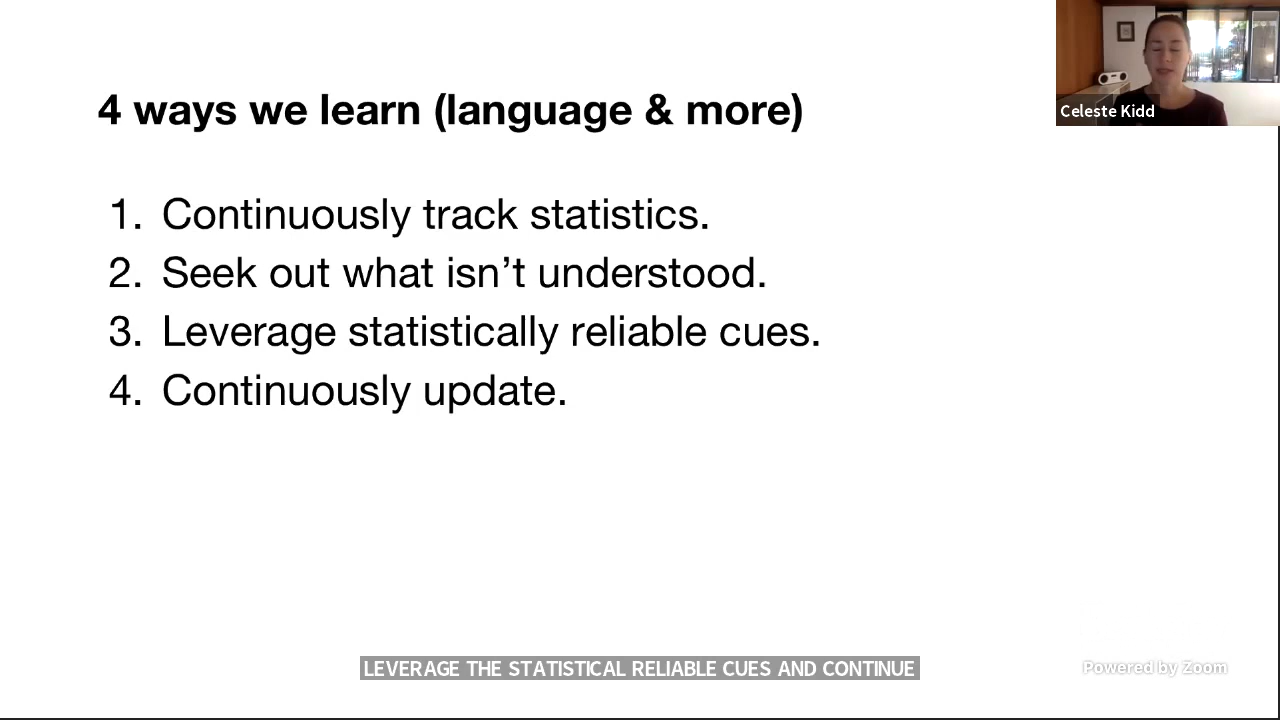 Celeste Kidd
4 ways we learn (language & more)
1. Continuously track statistics.
2. Seek out what isn’t understood.
3. Leverage statistically reliable cues.
4. Continuously update.
LEVERAGE THE STATISTICAL RELIABLE CUES AND CONTINUE
Powered by Zoom